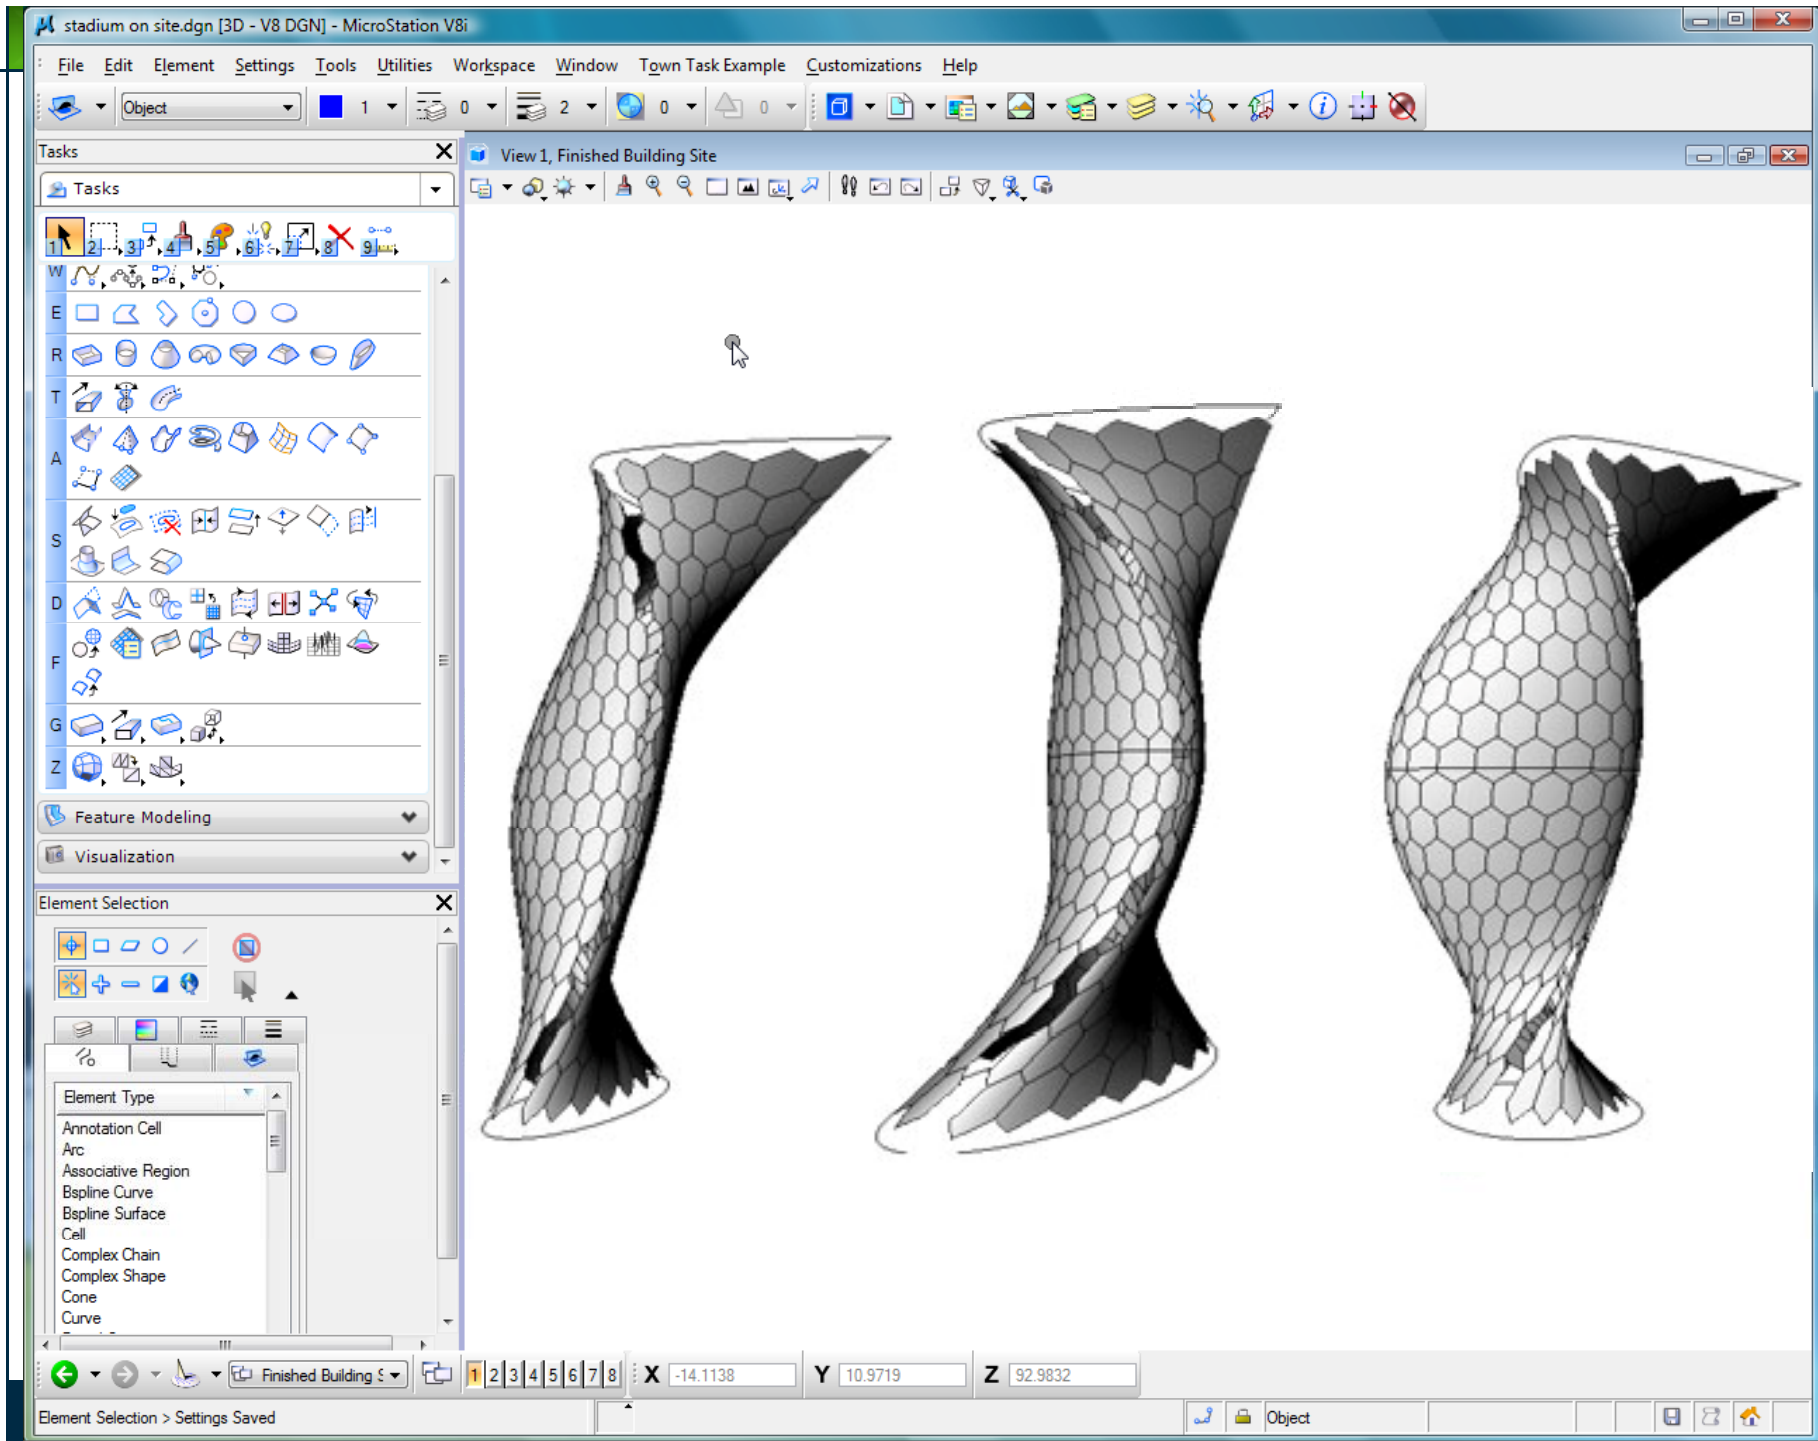 stadium on site.dgn [3D - V8 DGN] - MicroStation V8i
File Edit Element Settings Tools Utilities Workspace Window Town Task Example Customizations Help
Object 1 0 2 0 0
Tasks
View 1, Finished Building Site
Tasks
1 2 3 4 5 6 7 8 9
W
E
R
T
A
S
D
F
G
Z
Feature Modeling
Visualization
Element Selection
Element Type
Annotation Cell
Arc
Associative Region
Bspline Curve
Bspline Surface
Cell
Complex Chain
Complex Shape
Cone
Curve
Finished Building 1 2 3 4 5 6 7 8 X -14.1138 Y 10.9719 Z 92.9832
Element Selection > Settings Saved
Object